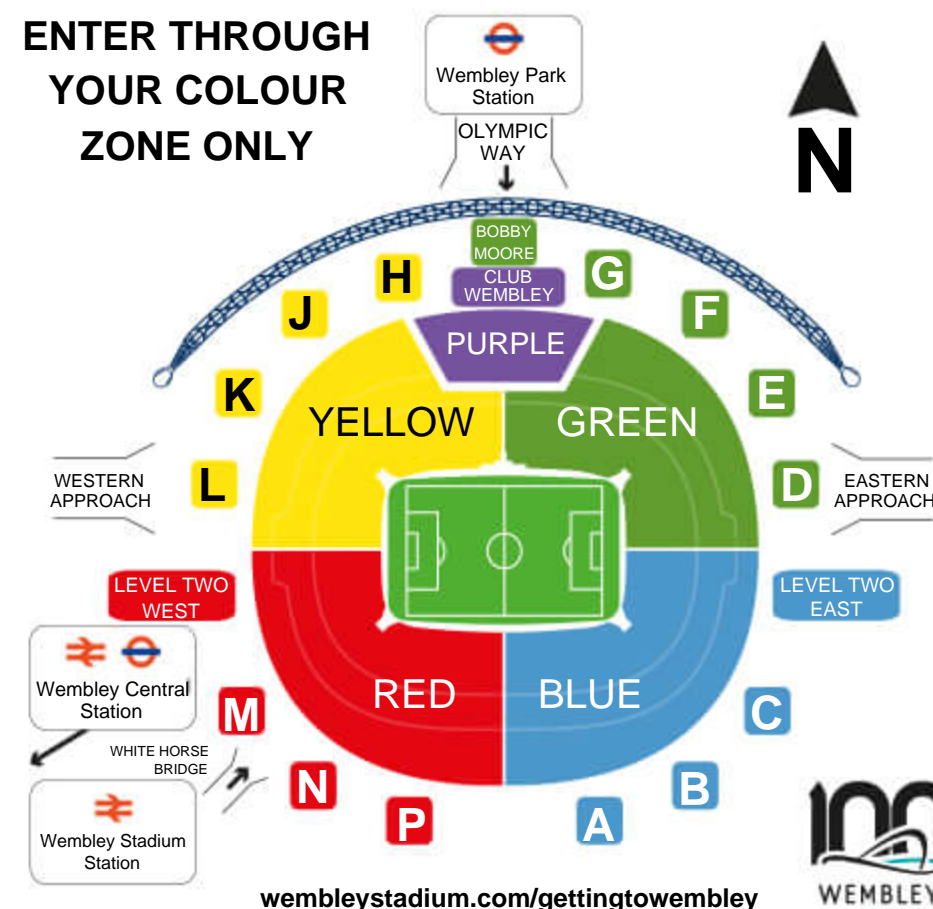 ENTER THROUGH
YOUR COLOUR
ZONE ONLY
Wembley Park
Station
OLYMPIC
WAY
N
BOBBY
MOORE
CLUB
WEMBLEY
H
G
J
F
PURPLE
K
E
YELLOW
GREEN
WESTERN
APPROACH
L
D
EASTERN
APPROACH
LEVEL TWO
WEST
LEVEL TWO
EAST
Wembley Central
Station
RED
BLUE
M
C
WHITE HORSE
BRIDGE
N
B
P
A
Wembley Stadium
Station
100
WEMBLEY
wembleystadium.com/gettingtowembley